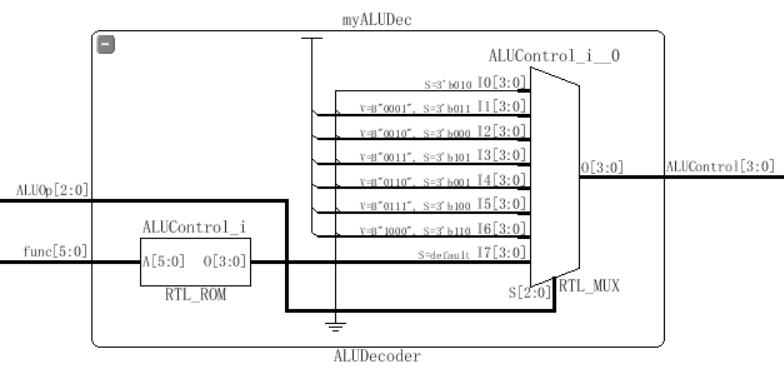 myALUDec
ALUControl_i__0
S=3'b010 I0[3:0]
V=B"0001", S=3'b011 I1[3:0]
V=B"0010", S=3'b000 I2[3:0]
V=B"0011", S=3'b101 I3[3:0]
V=B"0110", S=3'b001 I4[3:0]
V=B"0111", S=3'b100 I5[3:0]
V=B"1000", S=3'b110 I6[3:0]
S=default I7[3:0]
O[3:0]
ALUControl[3:0]
ALUOp[2:0]
func[5:0]
ALUControl_i
A[5:0] O[3:0]
RTL_ROM
S[2:0]
RTL_MUX
ALUDecoder